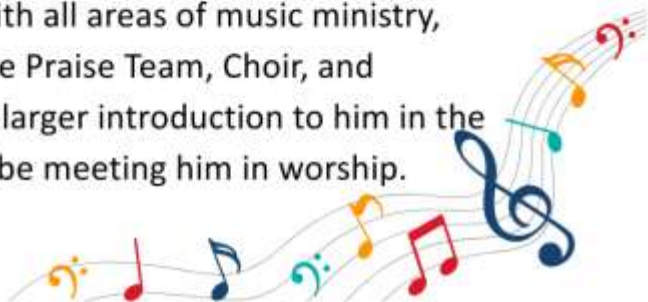 with all areas of music ministry,
e Praise Team, Choir, and
larger introduction to him in the
be meeting him in worship.